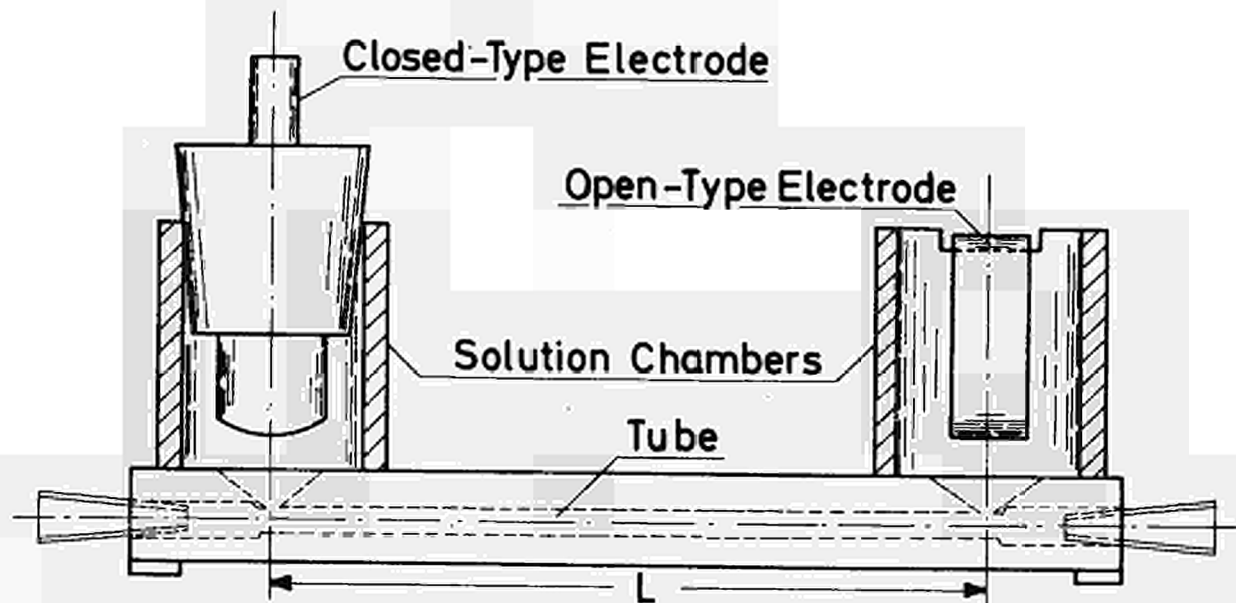 Closed-Type Electrode
Open-Type Electrode
Solution Chambers
Tube
L